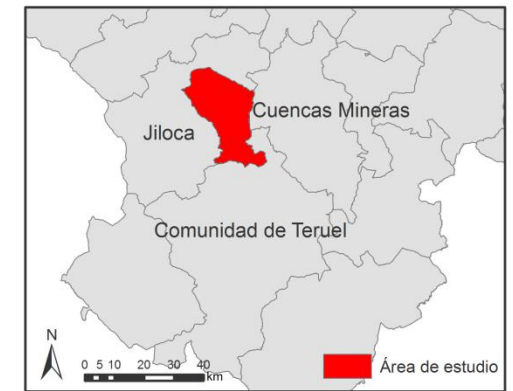 Cuencas Mineras
Jiloca
Comunidad de Teruel
N
0 5 10 20 30 40
km
Área de estudio